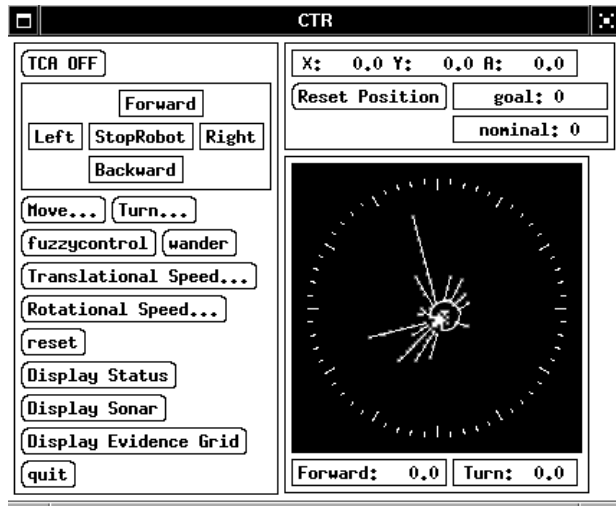 CTR
TCA OFF
Forward
Left StopRobot Right
Backward
Move... Turn...
fuzzycontrol wander
Translational Speed...
Rotational Speed...
reset
Display Status
Display Sonar
Display Evidence Grid
quit
X: 0.0 Y: 0.0 A: 0.0
Reset Position goal: 0
nominal: 0
Forward: 0.0 Turn: 0.0